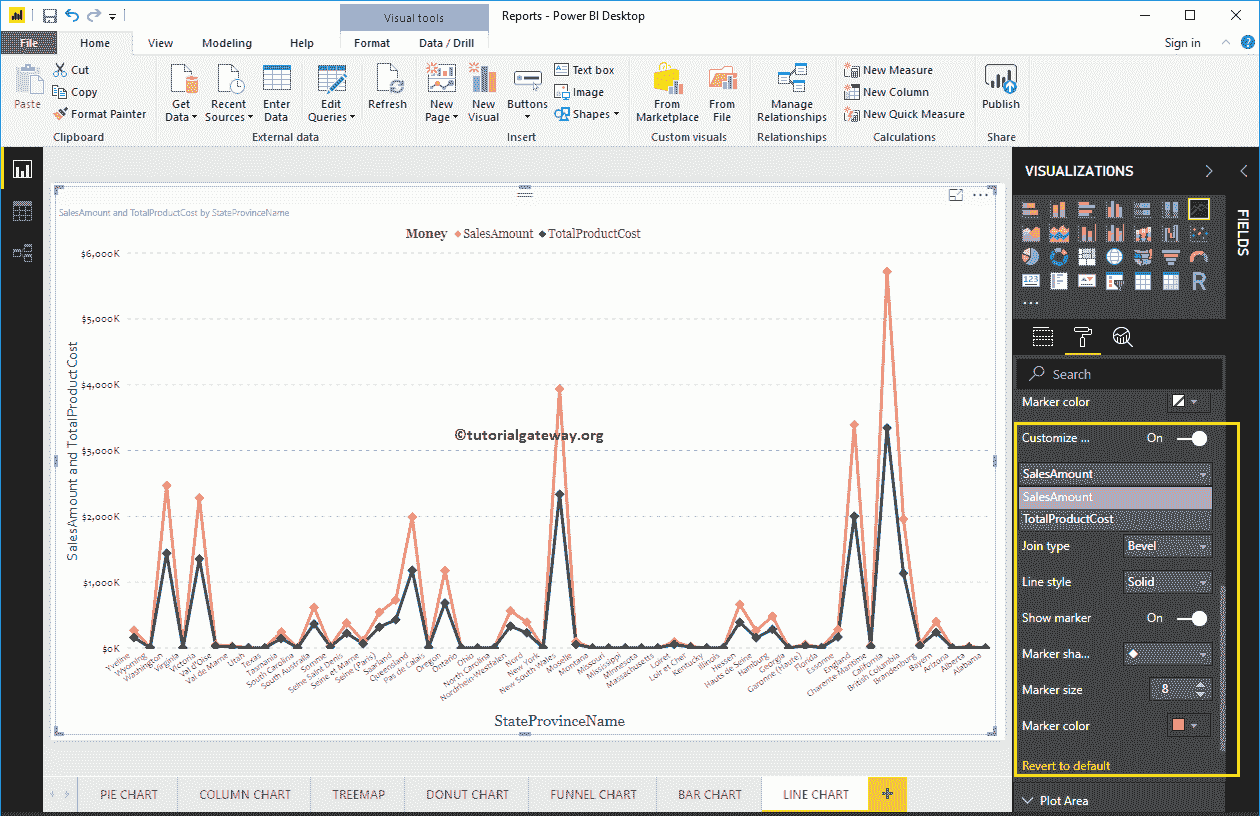 Visual tools
Reports - Power BI Desktop
File
Home
View
Modeling
Help
Format
Data / Drill
Sign in
Paste
Cut
Copy
Format Painter
Clipboard
Get Data
Recent Sources
Enter Data
Edit Queries
External data
Refresh
New Page
New Visual
Buttons
Text box
Image
Shapes
Insert
From Marketplace
From File
Custom visuals
Manage Relationships
Relationships
New Measure
New Column
New Quick Measure
Calculations
Publish
Share
SalesAmount and TotalProductCost by StateProvinceName
Money SalesAmount TotalProductCost
SalesAmount and TotalProductCost
$6,000K
$5,000K
$4,000K
$3,000K
$2,000K
$1,000K
$0K
©tutorialgateway.org
Yveline
Wyoming
Washington
Virginia
Victoria
Val d'Oise
Val de Marne
Utah
Texas
Tasmania
South Carolina
South Australia
Somme
Seine Saint Denis
Seine et Marne
Seine (Paris)
Saarland
Queensland
Pas de Calais
Oregon
Ontario
Ohio
North Carolina
Nordrhein-Westfalen
Nord
New York
New South Wales
Moselle
Montana
Missouri
Mississippi
Minnesota
Massachusetts
Loiret
Loir et Cher
Kentucky
Illinois
Hessen
Hauts de Seine
Hamburg
Georgia
Garonne (Haute)
Florida
Essonne
England
Charente-Maritime
California
British Columbia
Brandenburg
Bayern
Arizona
Alberta
Alabama
StateProvinceName
VISUALIZATIONS
FIELDS
123
R
Search
Marker color
Customize ...
On
SalesAmount
SalesAmount
TotalProductCost
Join type
Bevel
Line style
Solid
Show marker
On
Marker sha...
Marker size
8
Marker color
Revert to default
Plot Area
PIE CHART
COLUMN CHART
TREEMAP
DONUT CHART
FUNNEL CHART
BAR CHART
LINE CHART